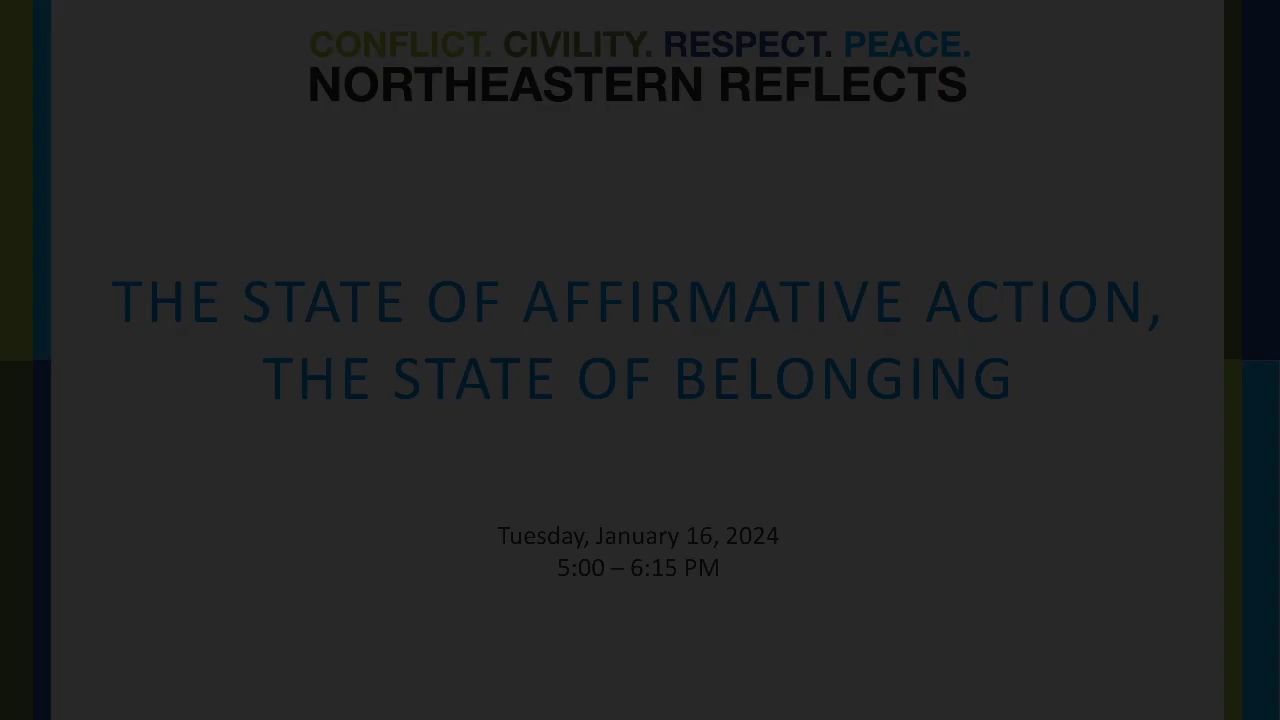 CONFLICT. CIVILITY. RESPECT. PEACE.
NORTHEASTERN REFLECTS
THE STATE OF AFFIRMATIVE ACTION,
THE STATE OF BELONGING
Tuesday, January 16, 2024
5:00 – 6:15 PM